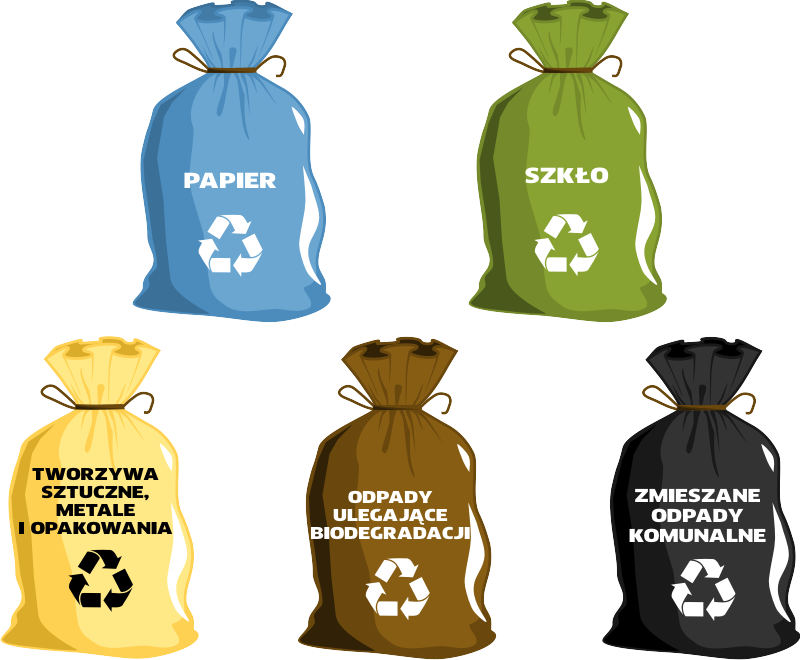 PAPIER
SZKŁO
TWORZYWA
SZTUCZNE,
METALE
I OPAKOWANIA
ODPADY
ULEGAJĄCE
BIODEGRADACJI
ZMIESZANE
ODPADY
KOMUNALNE